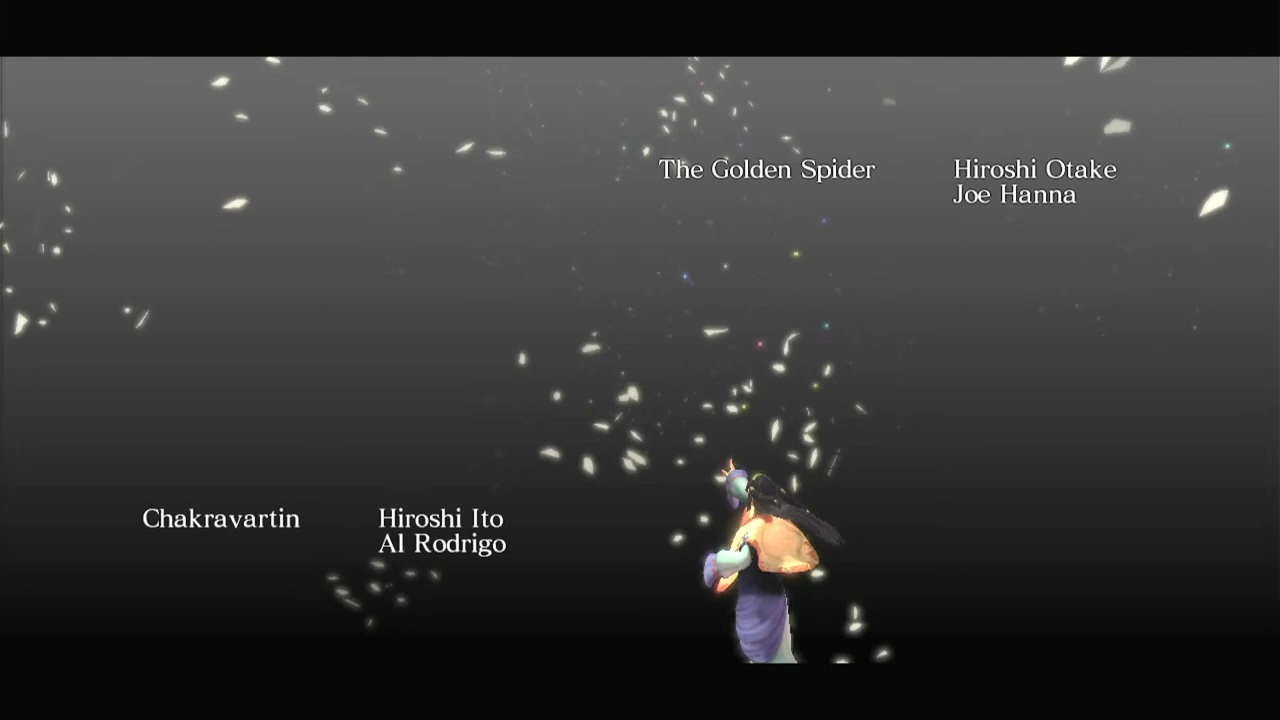 The Golden Spider
Hiroshi Otake
Joe Hanna
Chakravartin
Hiroshi Ito
Al Rodrigo